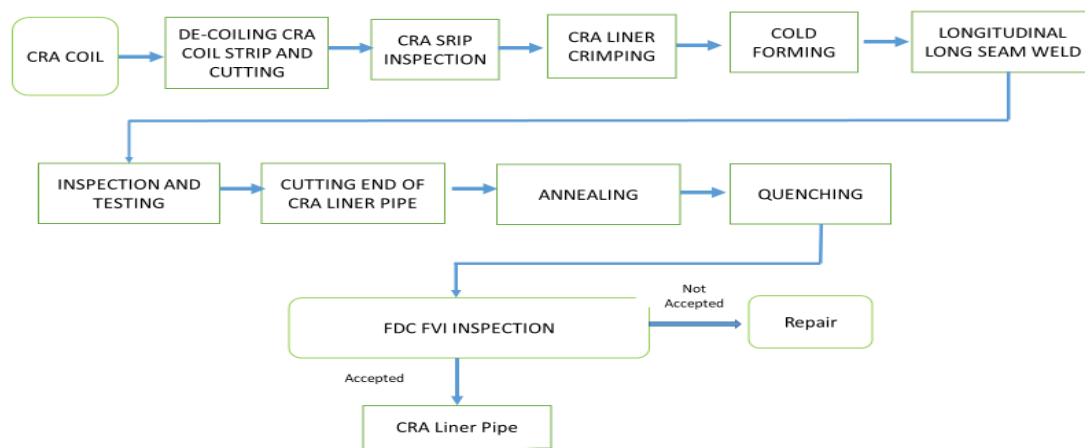 CRA COIL
DE-COILING CRA
COIL STRIP AND
CUTTING
CRA SRIP
INSPECTION
CRA LINER
CRIMPING
COLD
FORMING
LONGITUDINAL
LONG SEAM WELD
INSPECTION AND
TESTING
CUTTING END OF
CRA LINER PIPE
ANNEALING
QUENCHING
FDC FVI INSPECTION
Not
Accepted
Repair
Accepted
CRA Liner Pipe